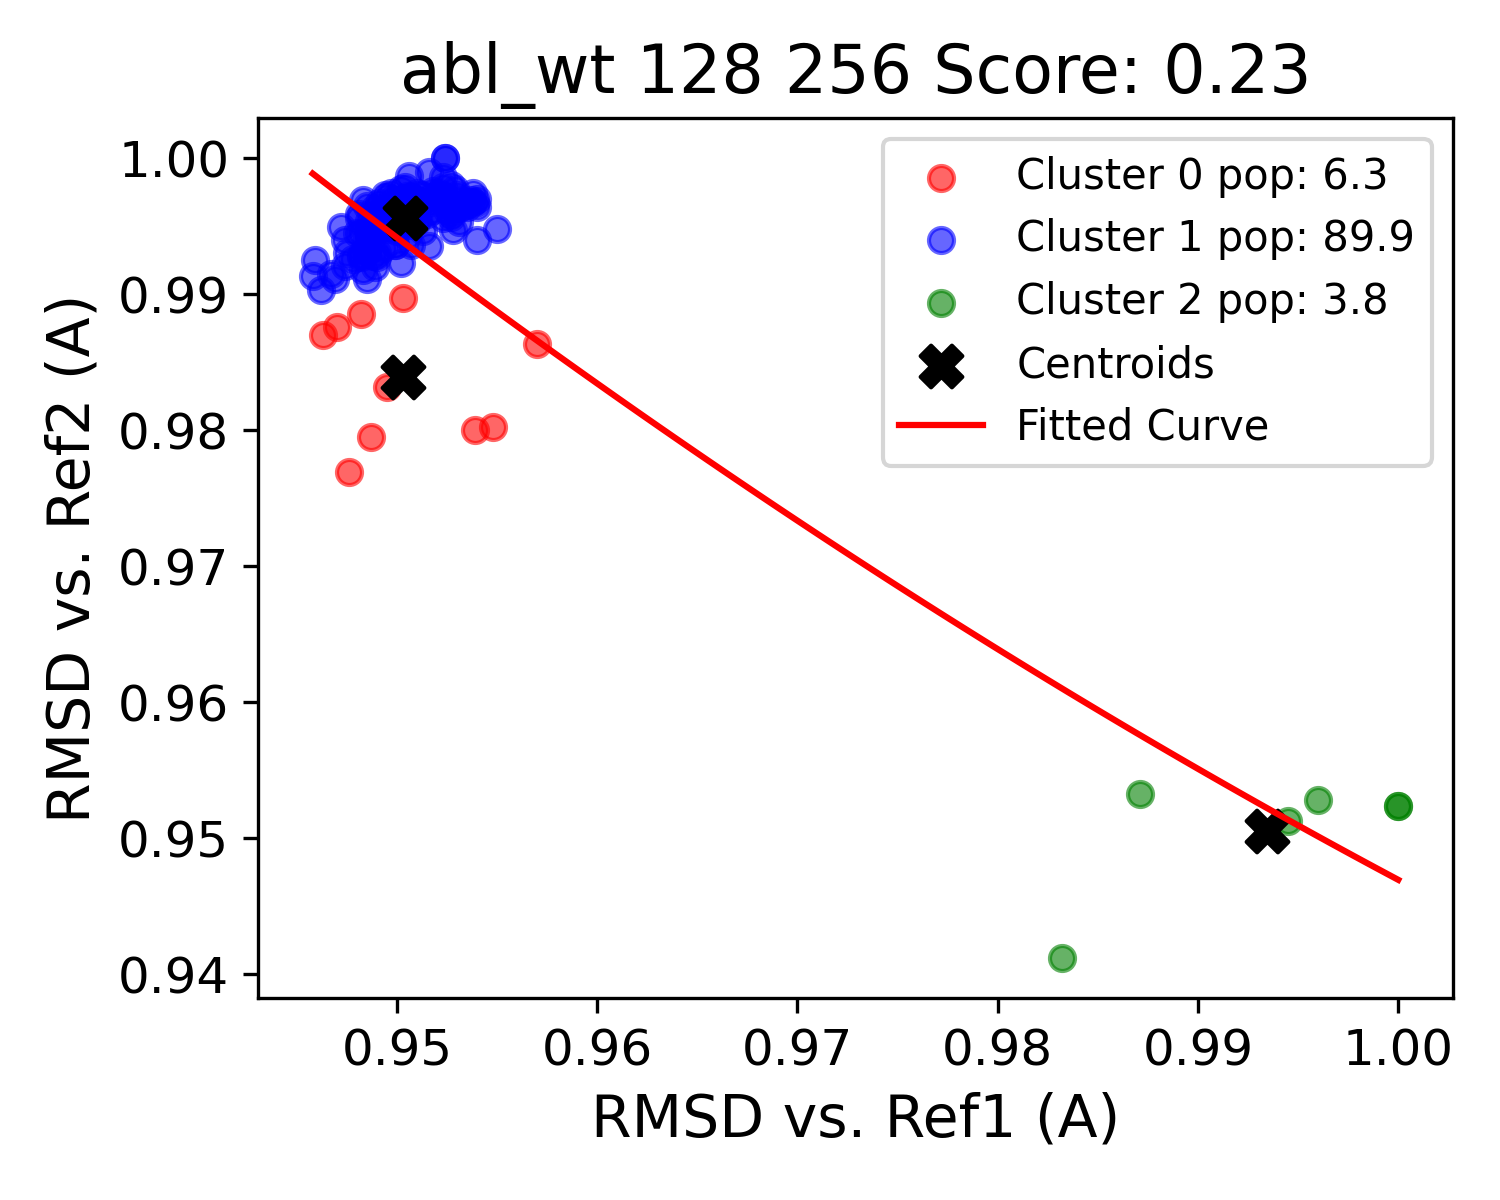 abl_wt 128 256 Score: 0.23
RMSD vs. Ref2 (A)
1.00
0.99
0.98
0.97
0.96
0.95
0.94
Cluster 0 pop: 6.3
Cluster 1 pop: 89.9
Cluster 2 pop: 3.8
Centroids
Fitted Curve
0.95 0.96 0.97 0.98 0.99 1.00
RMSD vs. Ref1 (A)